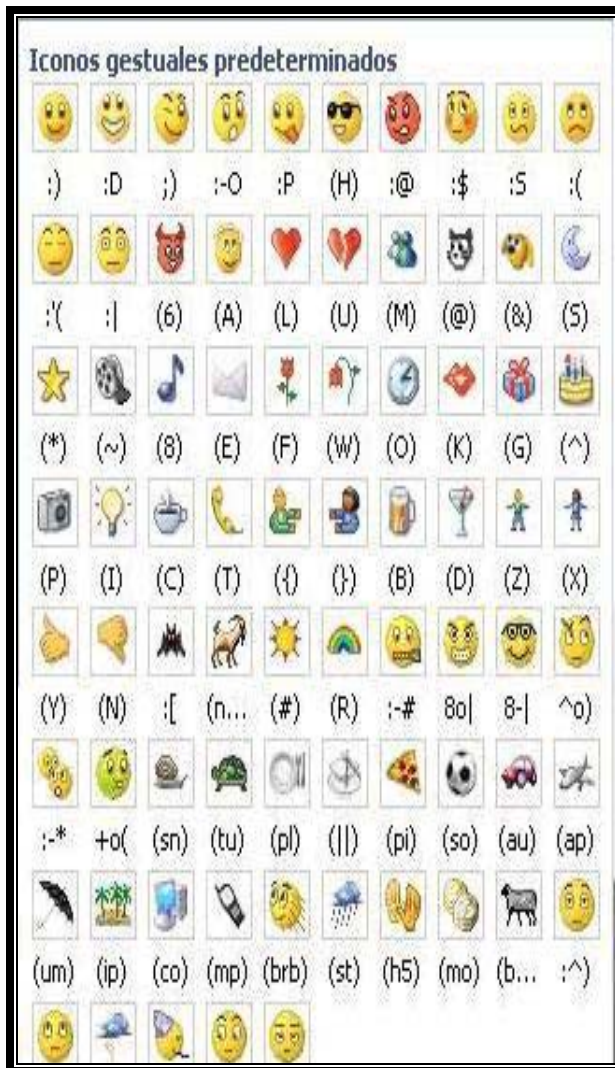 Iconos gestuales predeterminados
:) :D ;) :-O :P (H) :@ :$ :S :(
:'( :| (6) (A) (L) (U) (M) (@) (&) (S)
(*) (~) (8) (E) (F) (W) (O) (K) (G) (^)
(P) (I) (C) (T) ({) (}) (B) (D) (Z) (X)
(Y) (N) :[ (n... (#) (R) :-# 8o| 8-| ^o)
:-* +o( (sn) (tu) (pl) (||) (pi) (so) (au) (ap)
(um) (ip) (co) (mp) (brb) (st) (h5) (mo) (b... :^)